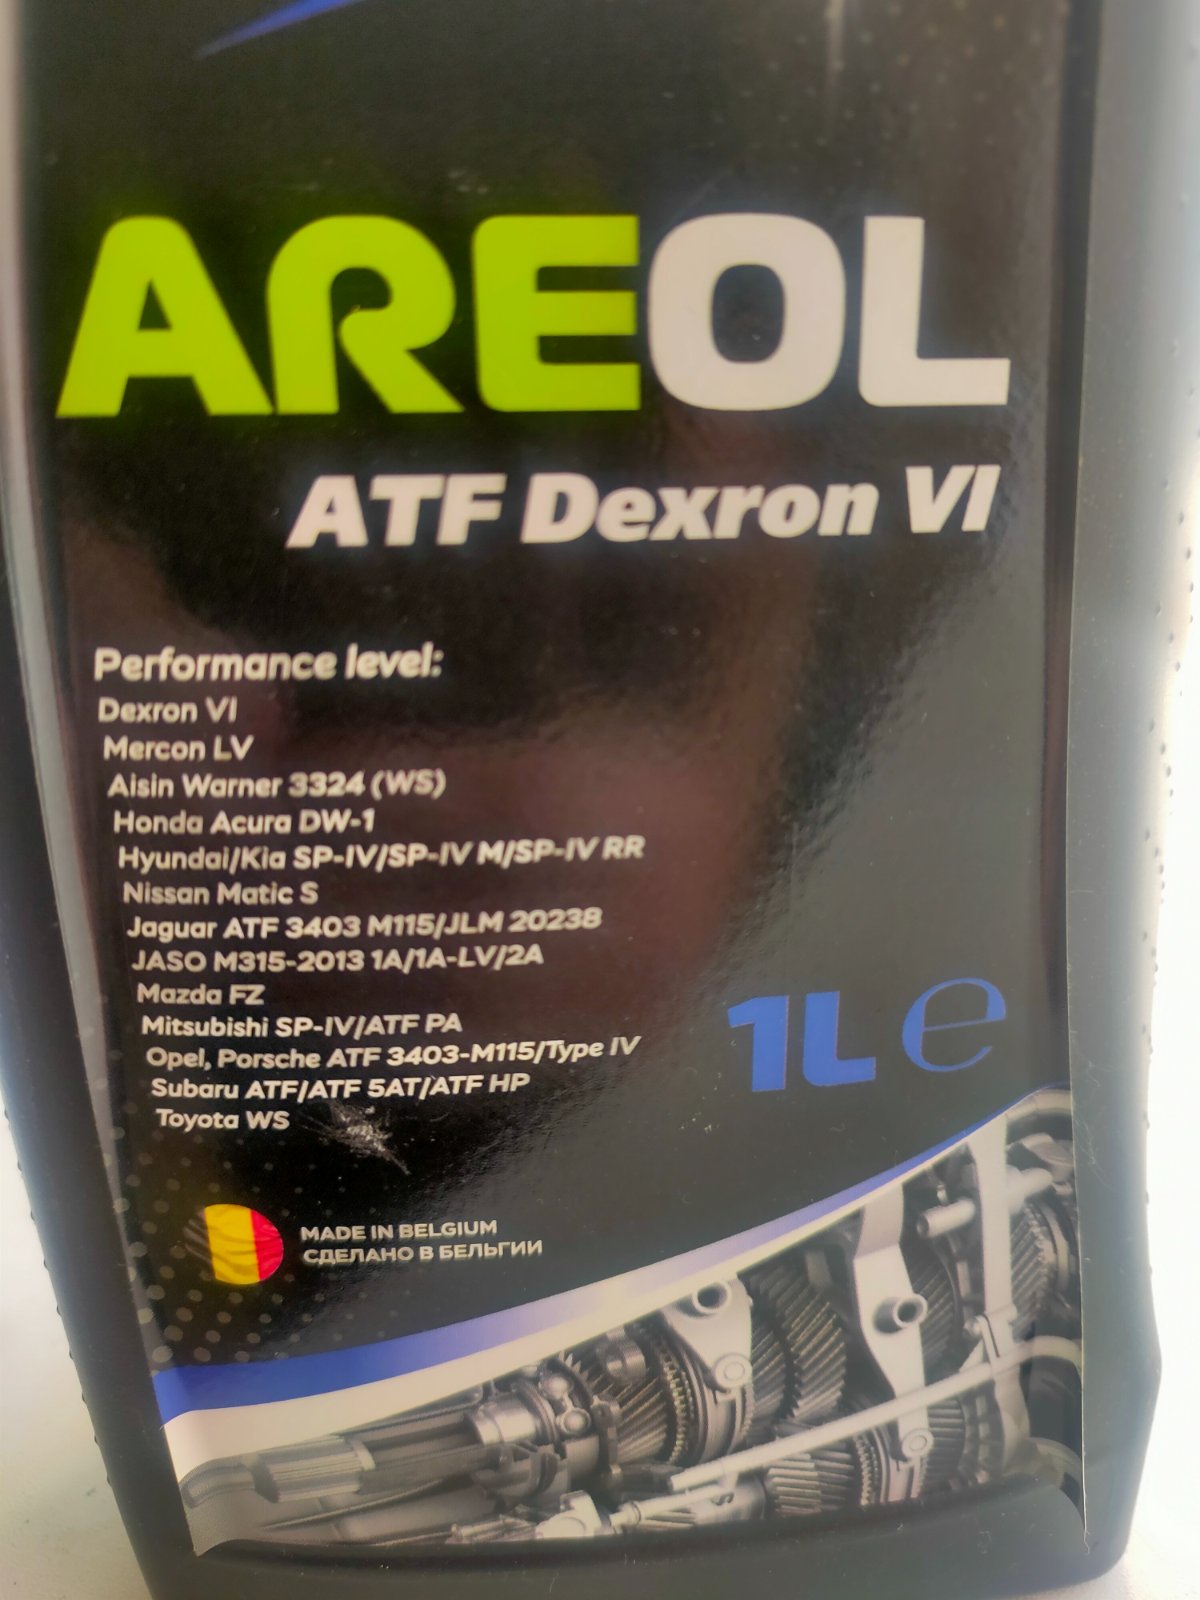 AREOL
ATF Dexron VI
Performance level:
Dexron VI
Mercon LV
Aisin Warner 3324 (WS)
Honda Acura DW-1
Hyundai/Kia SP-IV/SP-IV M/SP-IV RR
Nissan Matic S
Jaguar ATF 3403 M115/JLM 20238
JASO M315-2013 1A/1A-LV/2A
Mazda FZ
Mitsubishi SP-IV/ATF PA
Opel, Porsche ATF 3403-M115/Type IV
Subaru ATF/ATF 5AT/ATF HP
Toyota WS
1L e
MADE IN BELGIUM
СДЕЛАНО В БЕЛЬГИИ